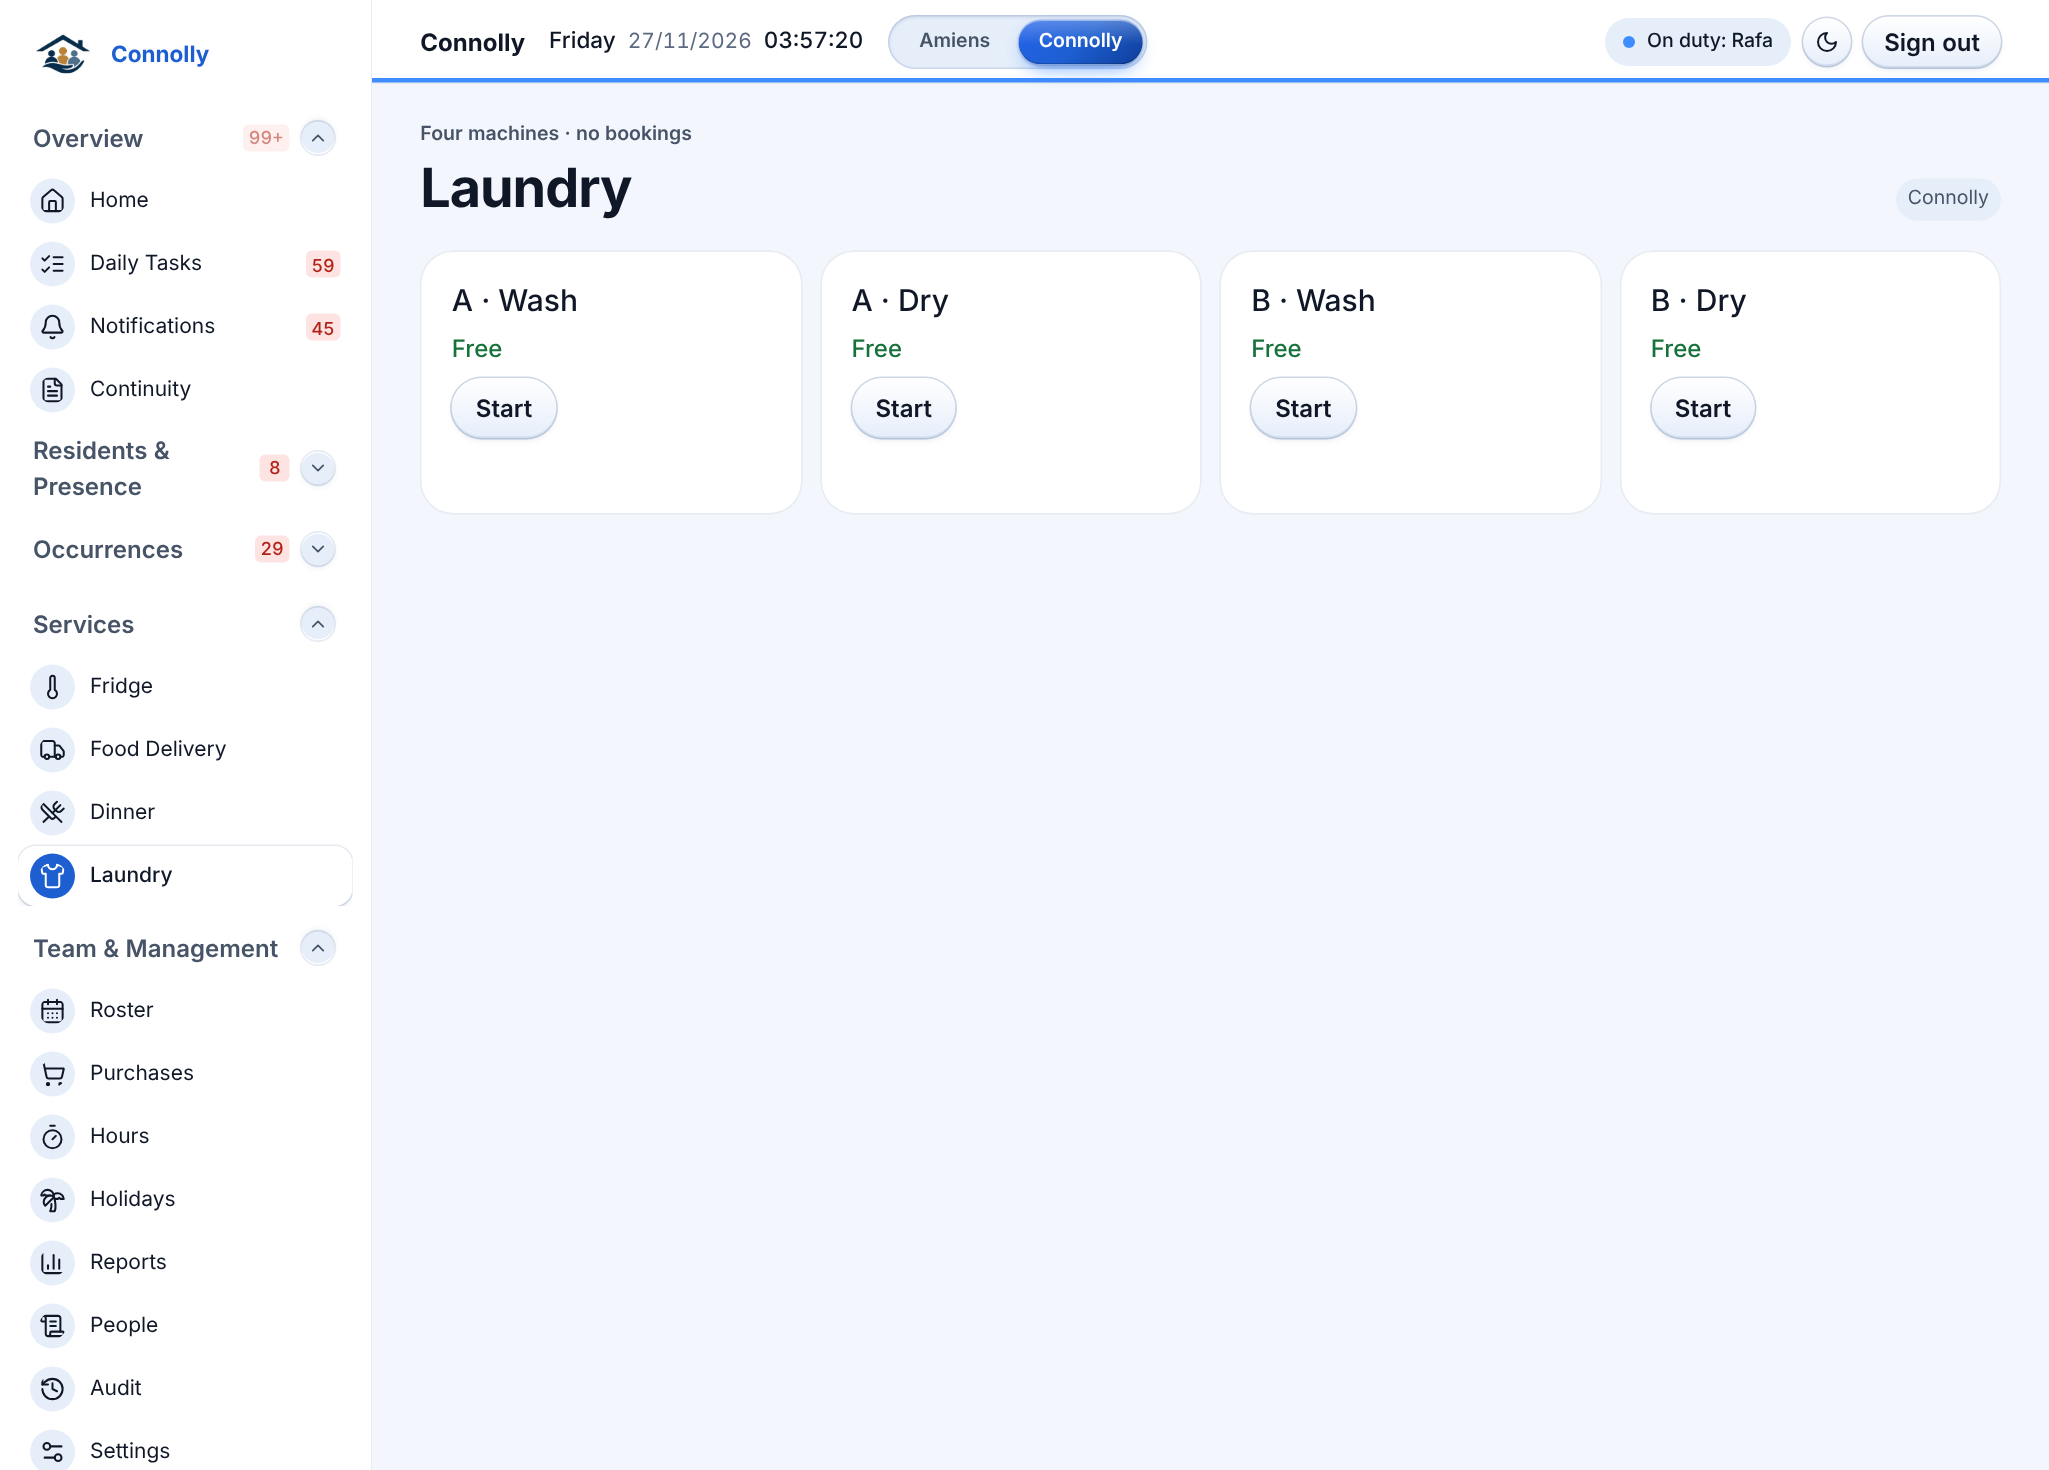 Connolly
Overview 99+
Home
Daily Tasks 59
Notifications 45
Continuity
Residents &
Presence 8
Occurrences 29
Services
Fridge
Food Delivery
Dinner
Laundry
Team & Management
Roster
Purchases
Hours
Holidays
Reports
People
Audit
Settings
Connolly Friday 27/11/2026 03:57:20 Amiens Connolly On duty: Rafa Sign out
Four machines · no bookings
Laundry
Connolly
A · Wash
Free
Start
A · Dry
Free
Start
B · Wash
Free
Start
B · Dry
Free
Start